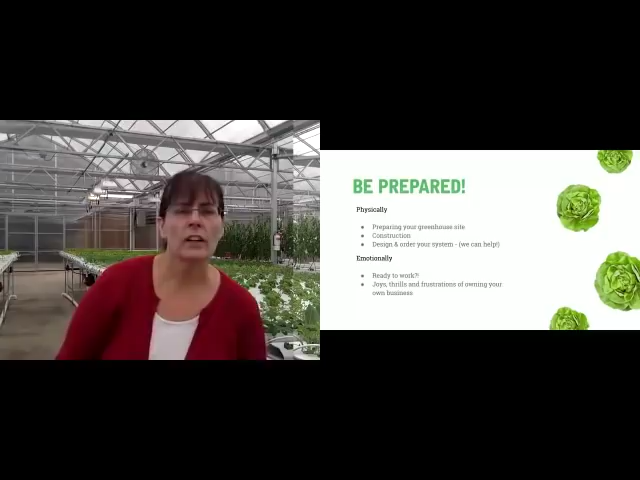 BE PREPARED!
Physically
● Preparing your greenhouse site
● Construction
● Design & order your system - (we can help!)
Emotionally
● Ready to work?!
● Joys, thrills and frustrations of owning your
own business